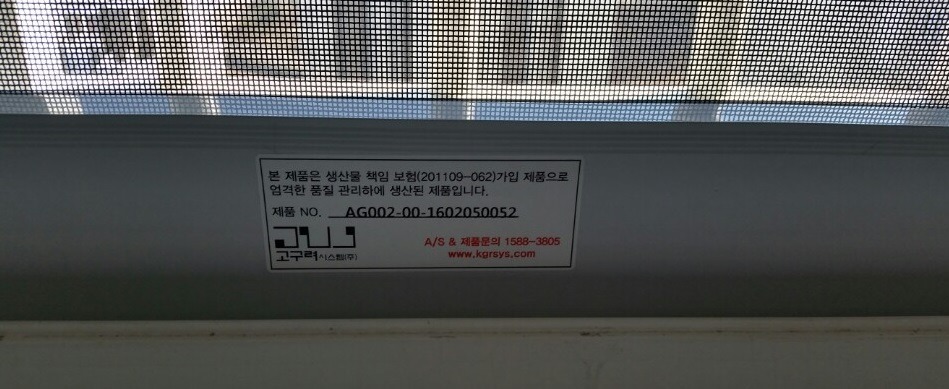 본 제품은 생산물 책임 보험(201109-062)가입 제품으로
엄격한 품질 관리하에 생산된 제품입니다.
제품 NO. AG002-00-1602050052
고구려시스템(주)
A/S & 제품문의 1588-3805
www.kgrsys.com